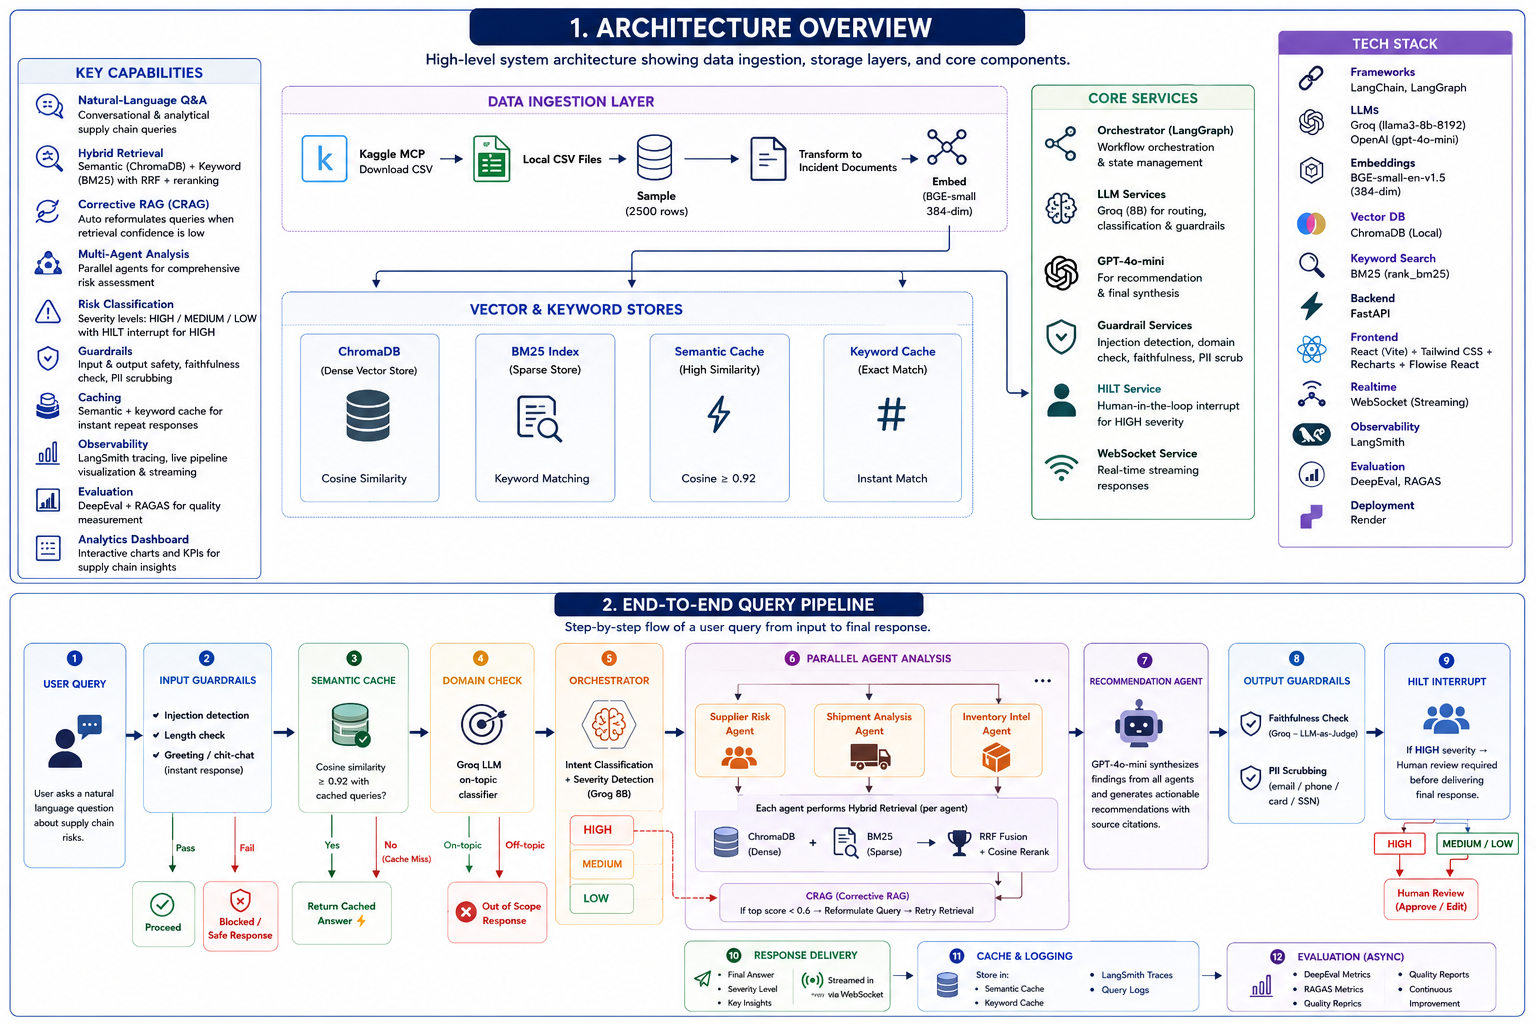 1. ARCHITECTURE OVERVIEW
High-level system architecture showing data ingestion, storage layers, and core components.
KEY CAPABILITIES
Natural-Language Q&A
Conversational & analytical
supply chain queries
Hybrid Retrieval
Semantic (ChromaDB) + Keyword
(BM25) with RRF + reranking
Corrective RAG (CRAG)
Auto reformulates queries when
retrieval confidence is low
Multi-Agent Analysis
Parallel agents for comprehensive
risk assessment
Risk Classification
Severity levels: HIGH / MEDIUM / LOW
with HILT interrupt for HIGH
Guardrails
Input & output safety, faithfulness
check, PII scrubbing
Caching
Semantic + keyword cache for
instant repeat responses
Observability
LangSmith tracing, live pipeline
visualization & streaming
Evaluation
DeepEval + RAGAS for quality
measurement
Analytics Dashboard
Interactive charts and KPIs for
supply chain insights
DATA INGESTION LAYER
k
Kaggle MCP
Download CSV
Local CSV Files
Sample
(2500 rows)
Transform to
Incident Documents
Embed
(BGE-small
384-dim)
VECTOR & KEYWORD STORES
ChromaDB
(Dense Vector Store)
Cosine Similarity
BM25 Index
(Sparse Store)
Keyword Matching
Semantic Cache
(High Similarity)
Cosine ≥ 0.92
Keyword Cache
(Exact Match)
#
Instant Match
CORE SERVICES
Orchestrator (LangGraph)
Workflow orchestration
& state management
LLM Services
Groq (8B) for routing,
classification & guardrails
GPT-4o-mini
For recommendation
& final synthesis
Guardrail Services
Injection detection, domain
check, faithfulness, PII scrub
HILT Service
Human-in-the-loop interrupt
for HIGH severity
WebSocket Service
Real-time streaming
responses
TECH STACK
Frameworks
LangChain, LangGraph
LLMs
Groq (llama3-8b-8192)
OpenAI (gpt-4o-mini)
Embeddings
BGE-small-en-v1.5
(384-dim)
Vector DB
ChromaDB (Local)
Keyword Search
BM25 (rank_bm25)
Backend
FastAPI
Frontend
React (Vite) + Tailwind CSS +
Recharts + Flowise React
Realtime
WebSocket (Streaming)
Observability
LangSmith
Evaluation
DeepEval, RAGAS
Deployment
Render
2. END-TO-END QUERY PIPELINE
Step-by-step flow of a user query from input to final response.
1
USER QUERY
User asks a natural
language question
about supply chain
risks.
2
INPUT GUARDRAILS
Injection detection
Length check
Greeting / chit-chat
(instant response)
Pass
Fail
Proceed
Blocked /
Safe Response
3
SEMANTIC CACHE
Cosine similarity
≥ 0.92 with
cached queries?
Yes
No
(Cache Miss)
Return Cached
Answer ⚡
4
DOMAIN CHECK
Groq LLM
on-topic
classifier
On-topic
Off-topic
Out of Scope
Response
5
ORCHESTRATOR
Intent Classification
+ Severity Detection
(Grog 8B)
HIGH
MEDIUM
LOW
6 PARALLEL AGENT ANALYSIS
...
Supplier Risk
Agent
Shipment Analysis
Agent
Inventory Intel
Agent
Each agent performs Hybrid Retrieval (per agent)
ChromaDB
(Dense)
+
BM25
(Sparse)
RRF Fusion
+ Cosine Rerank
CRAG (Corrective RAG)
If top score < 0.6 → Reformulate Query → Retry Retrieval
7
RECOMMENDATION AGENT
GPT-4o-mini synthesizes
findings from all agents
and generates actionable
recommendations with
source citations.
8
OUTPUT GUARDRAILS
Faithfulness Check
(Groq – LLM-as-Judge)
PII Scrubbing
(email / phone /
card / SSN)
9
HILT INTERRUPT
If HIGH severity →
Human review required
before delivering
final response.
HIGH
MEDIUM / LOW
Human Review
(Approve / Edit)
10 RESPONSE DELIVERY
Final Answer
Severity Level
Key Insights
Streamed in
via WebSocket
11 CACHE & LOGGING
Store in:
Semantic Cache
Keyword Cache
LangSmith Traces
Query Logs
12 EVALUATION (ASYNC)
DeepEval Metrics
RAGAS Metrics
Quality Reprics
Quality Reports
Continuous
Improvement